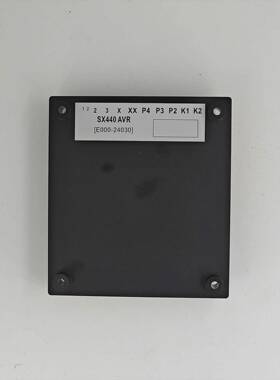 1 2 2 3 X XX P4 P3 P2 K1 K2
SX440 AVR
[E000-24030]